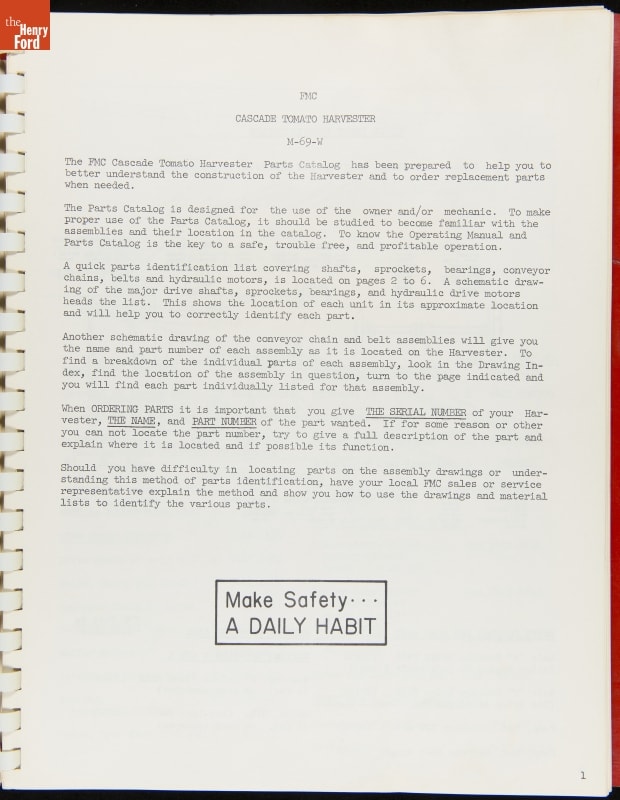 the
Henry
Ford
FMC
CASCADE TOMATO HARVESTER
M-69-W
The FMC Cascade Tomato Harvester Parts Catalog has been prepared to help you to
better understand the construction of the Harvester and to order replacement parts
when needed.
The Parts Catalog is designed for the use of the owner and/or mechanic. To make
proper use of the Parts Catalog, it should be studied to become familiar with the
assemblies and their location in the catalog. To know the Operating Manual and
Parts Catalog is the key to a safe, trouble free, and profitable operation.
A quick parts identification list covering shafts, sprockets, bearings, conveyor
chains, belts and hydraulic motors, is located on pages 2 to 6. A schematic draw-
ing of the major drive shafts, sprockets, bearings, and hydraulic drive motors
heads the list. This shows the location of each unit in its approximate location
and will help you to correctly identify each part.
Another schematic drawing of the conveyor chain and belt assemblies will give you
the name and part number of each assembly as it is located on the Harvester. To
find a breakdown of the individual parts of each assembly, look in the Drawing In-
dex, find the location of the assembly in question, turn to the page indicated and
you will find each part individually listed for that assembly.
When ORDERING PARTS it is important that you give THE SERIAL NUMBER of your Har-
vester, THE NAME, and PART NUMBER of the part wanted. If for some reason or other
you can not locate the part number, try to give a full description of the part and
explain where it is located and if possible its function.
Should you have difficulty in locating parts on the assembly drawings or under-
standing this method of parts identification, have your local FMC sales or service
representative explain the method and show you how to use the drawings and material
lists to identify the various parts.
Make Safety···
A DAILY HABIT
1